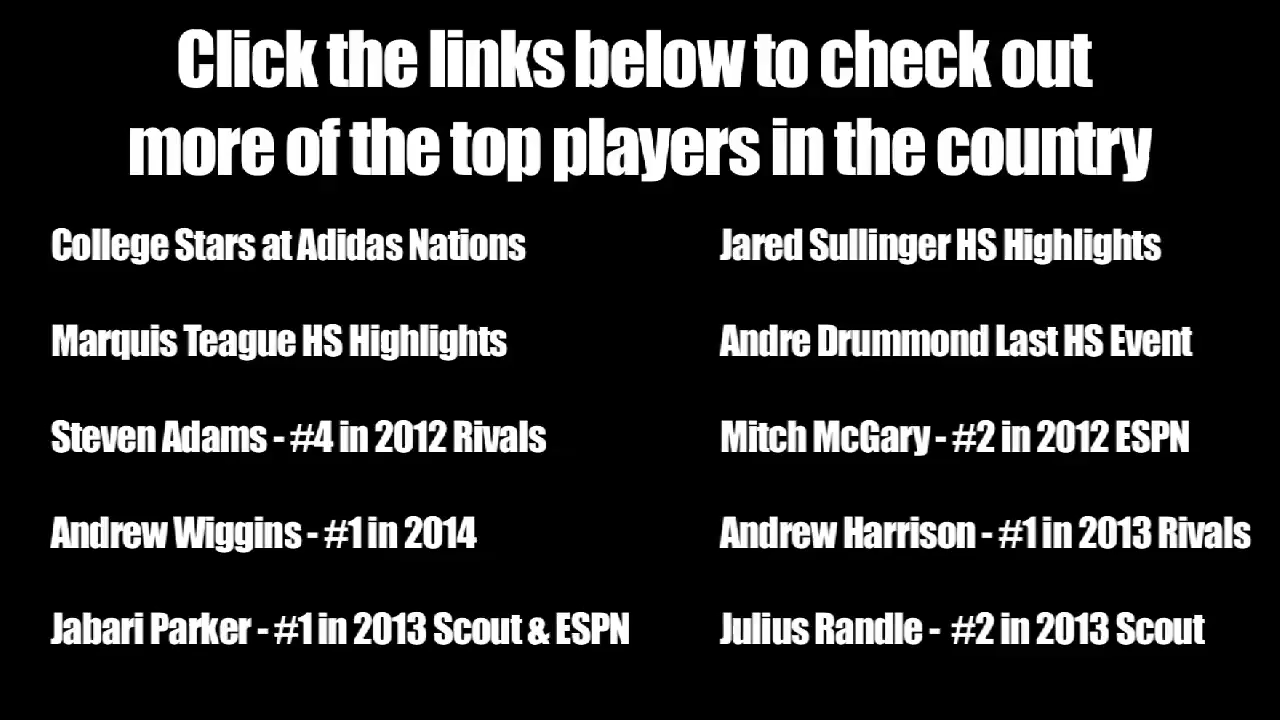 Click the links below to check out
more of the top players in the country
College Stars at Adidas Nations
Jared Sullinger HS Highlights
Marquis Teague HS Highlights
Andre Drummond Last HS Event
Steven Adams - #4 in 2012 Rivals
Mitch McGary - #2 in 2012 ESPN
Andrew Wiggins - #1 in 2014
Andrew Harrison - #1 in 2013 Rivals
Jabari Parker - #1 in 2013 Scout & ESPN
Julius Randle - #2 in 2013 Scout